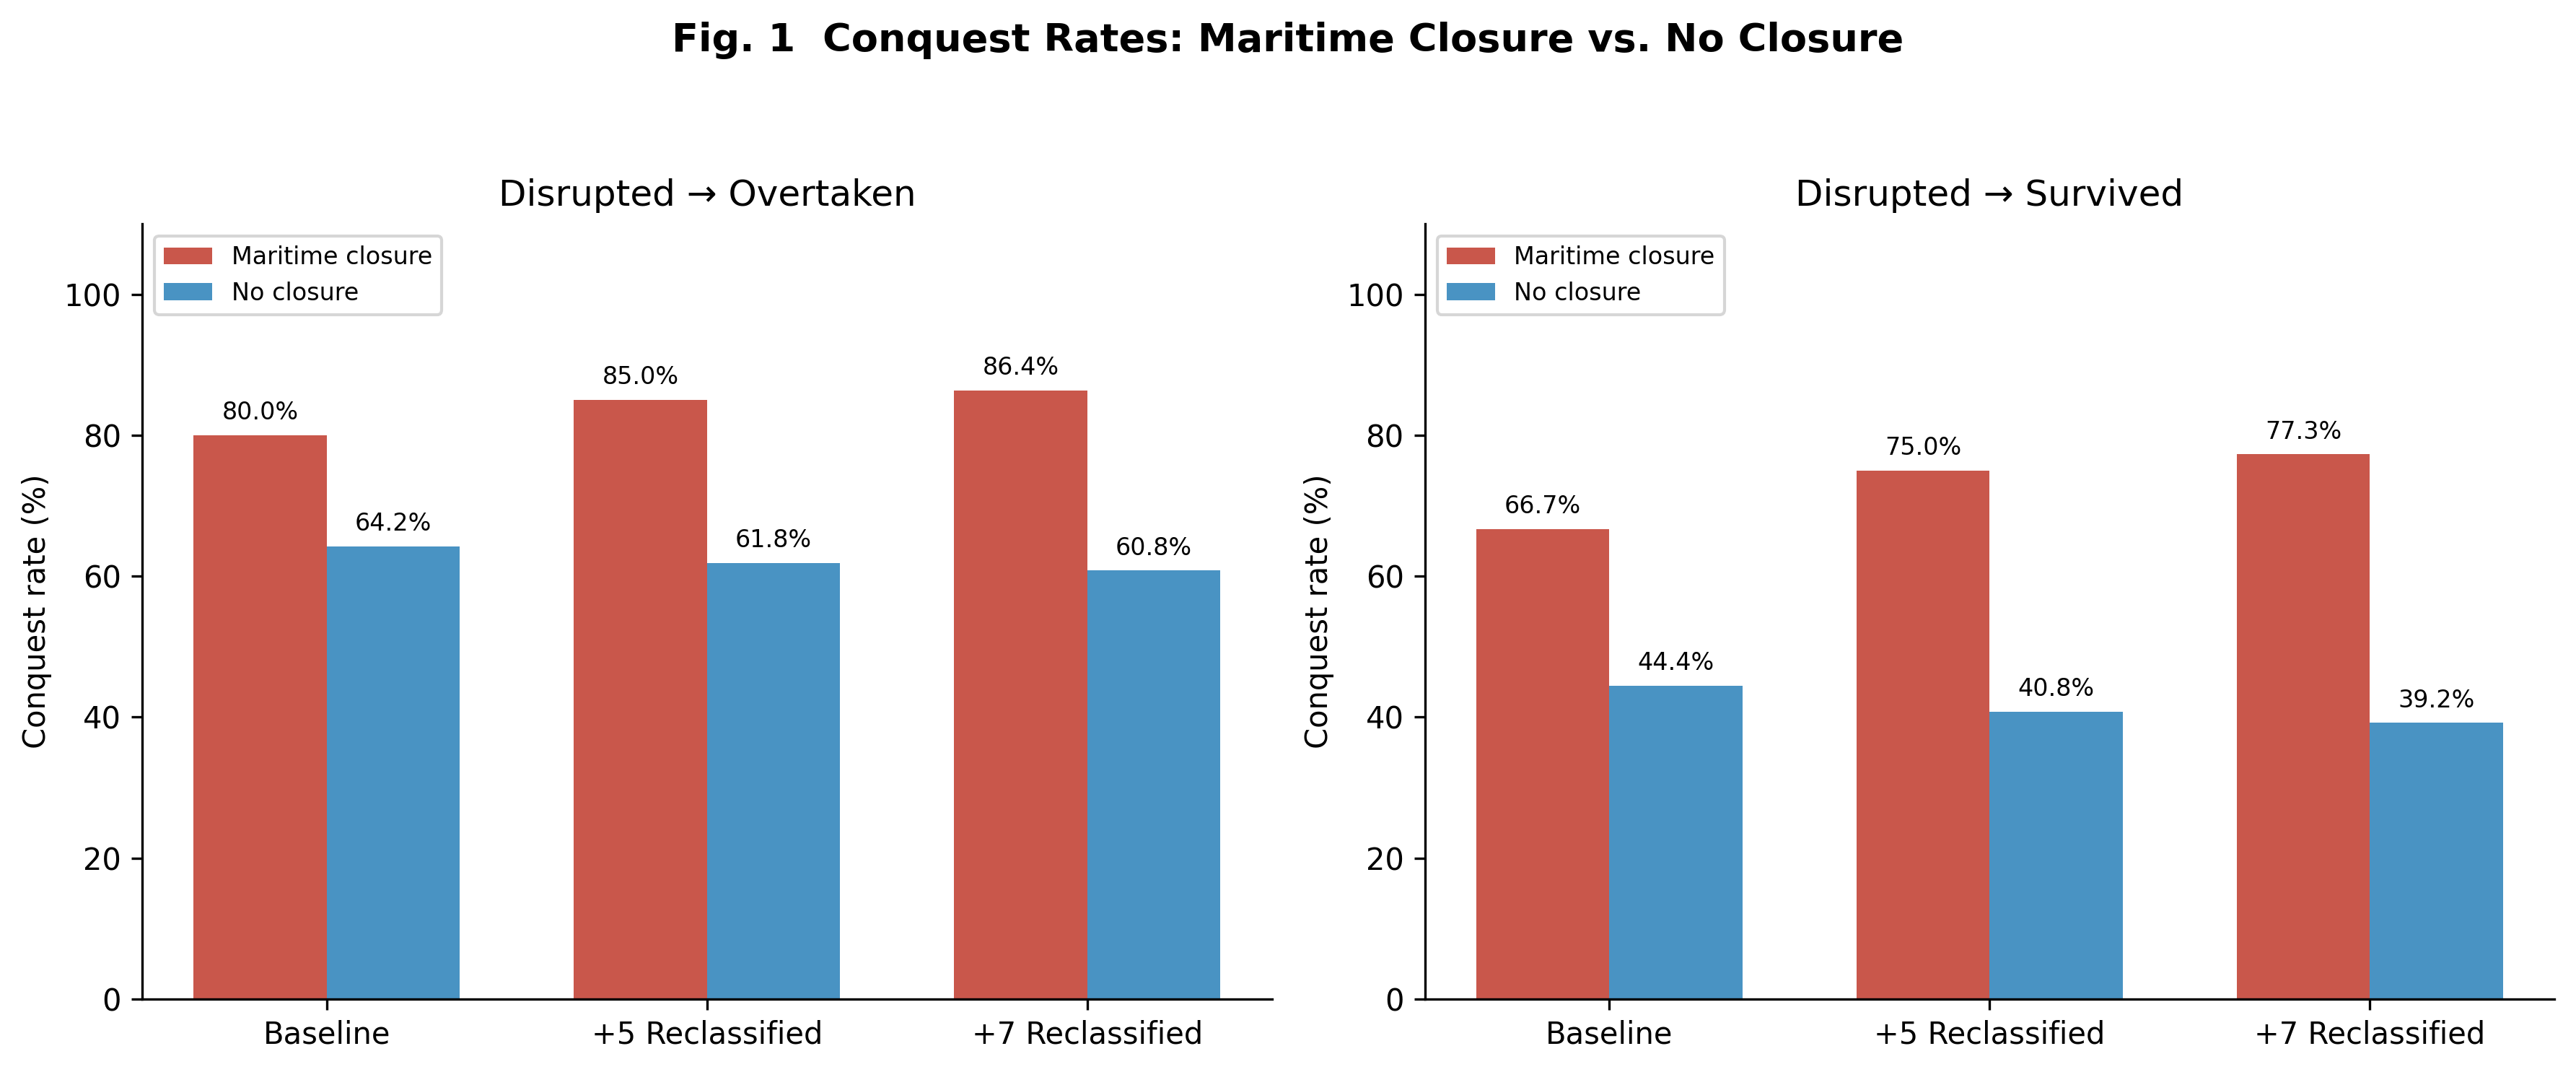 Fig. 1  Conquest Rates: Maritime Closure vs. No Closure
Disrupted → Overtaken
Maritime closure
No closure
Conquest rate (%)
100
80
60
40
20
0
80.0%
64.2%
85.0%
61.8%
86.4%
60.8%
Baseline
+5 Reclassified
+7 Reclassified
Disrupted → Survived
Maritime closure
No closure
Conquest rate (%)
100
80
60
40
20
0
66.7%
44.4%
75.0%
40.8%
77.3%
39.2%
Baseline
+5 Reclassified
+7 Reclassified